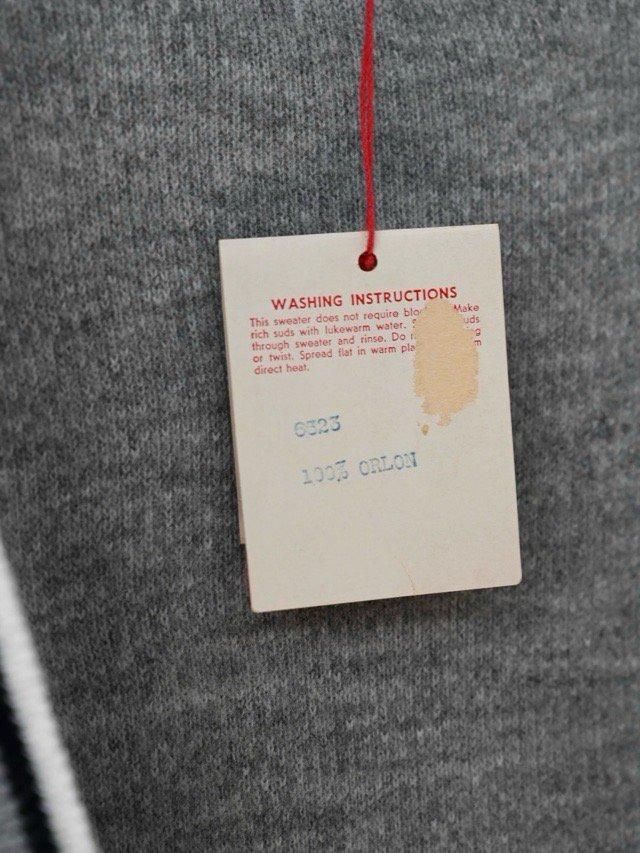 WASHING INSTRUCTIONS
This sweater does not require Make
rich suds with lukewarm water.
through sweater and rinse. Do
or twist. Spread flat in warm
direct heat.
6323
100% ORLON